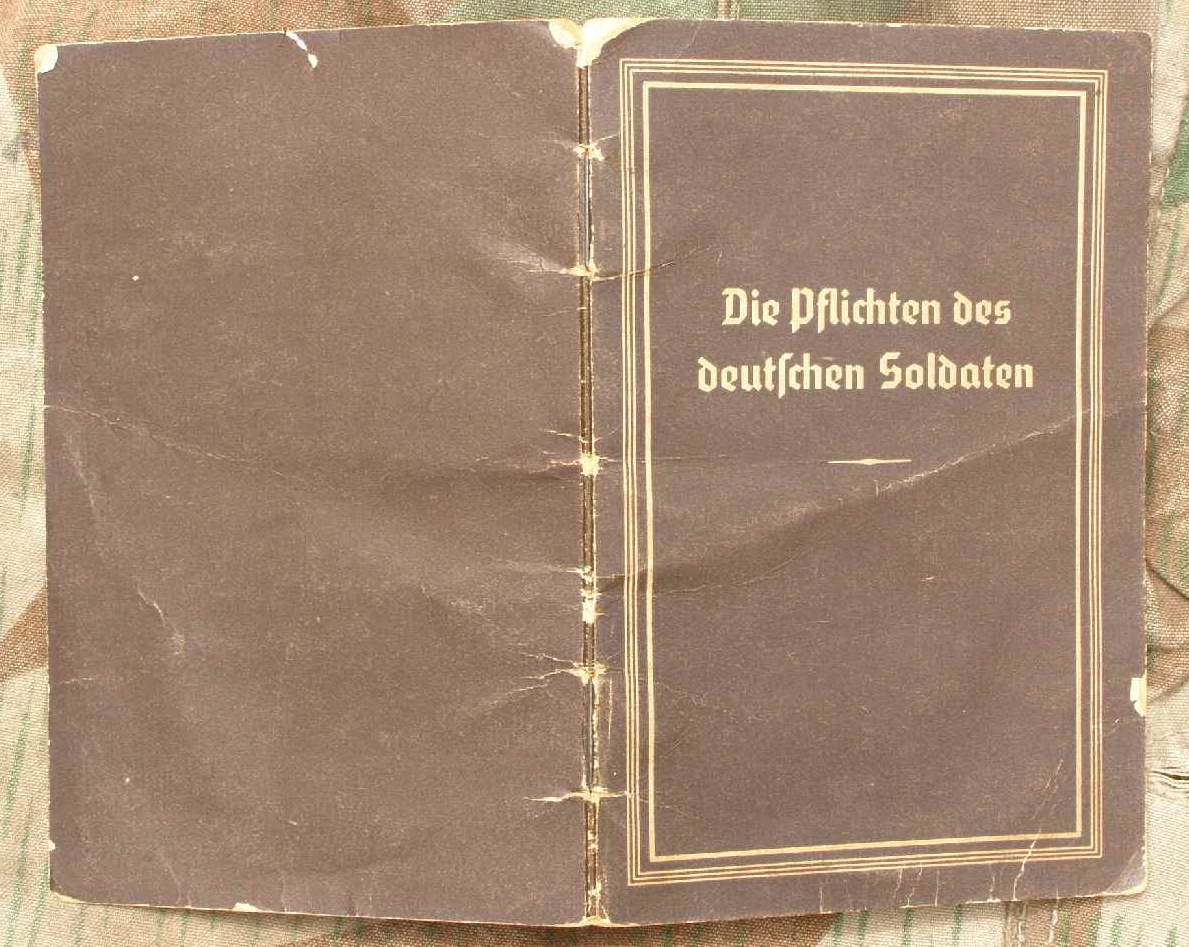 Die Pflichten des
deutſchen Soldaten